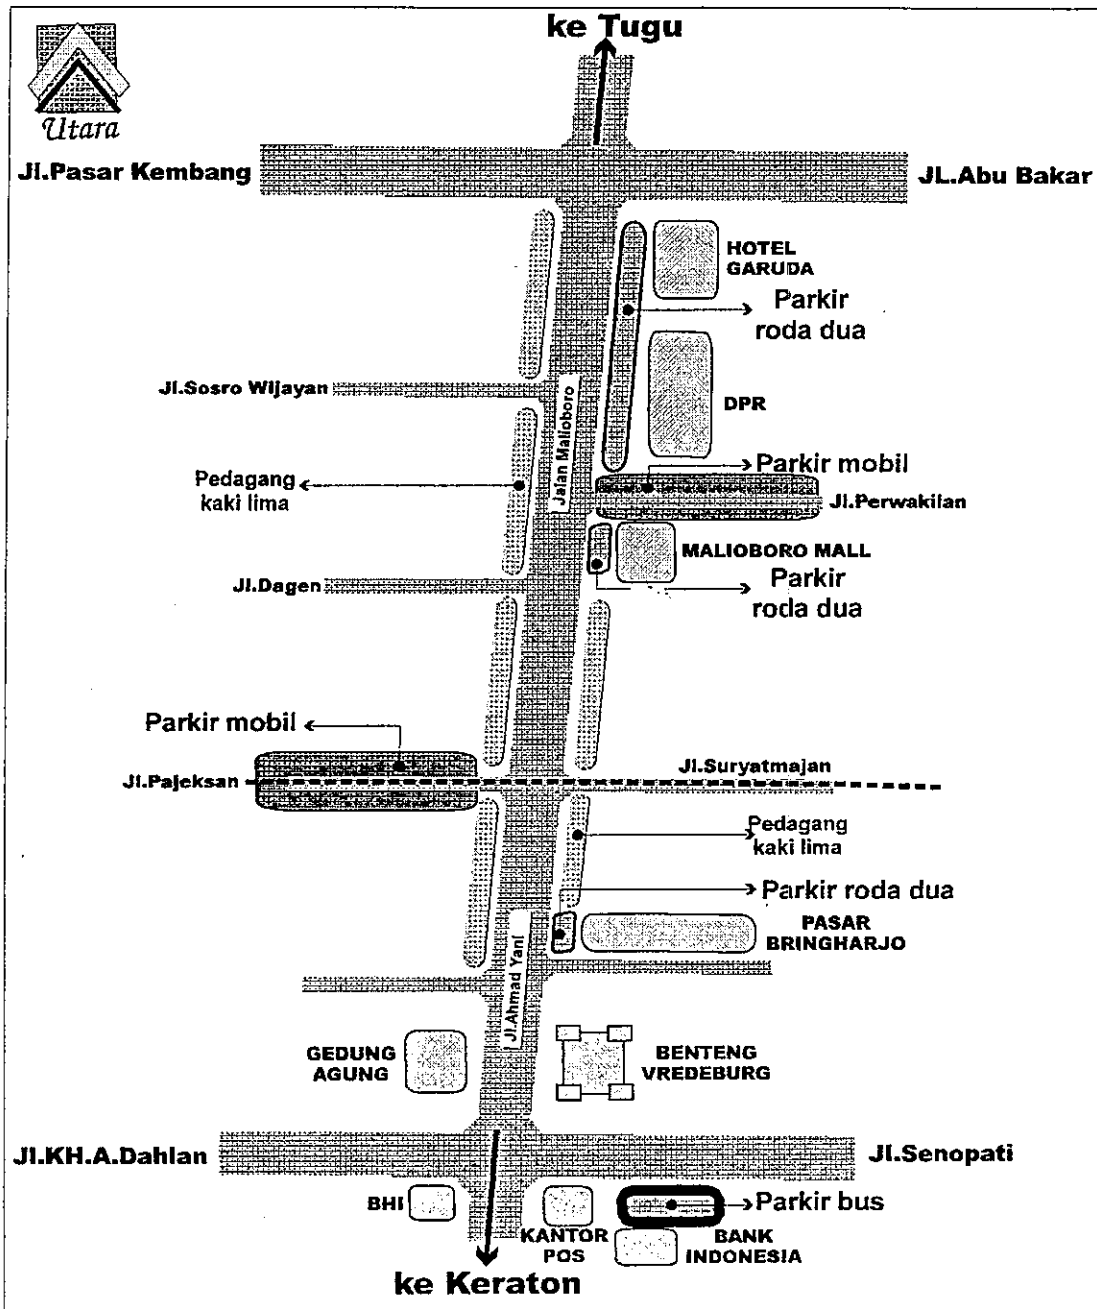 ke Tugu
Utara
Jl.Pasar Kembang
JL.Abu Bakar
HOTEL
GARUDA
Parkir
roda dua
Jl.Sosro Wijayan
Jalan Malioboro
DPR
Pedagang
kaki lima
Parkir mobil
Jl.Perwakilan
MALIOBORO MALL
Jl.Dagen
Parkir
roda dua
Parkir mobil
Jl.Pajeksan
Jl.Suryatmajan
Pedagang
kaki lima
Parkir roda dua
PASAR
BRINGHARJO
Jl.Ahmad Yani
GEDUNG
AGUNG
BENTENG
VREDEBURG
Jl.KH.A.Dahlan
Jl.Senopati
BHI
KANTOR
POS
Parkir bus
BANK
INDONESIA
ke Keraton